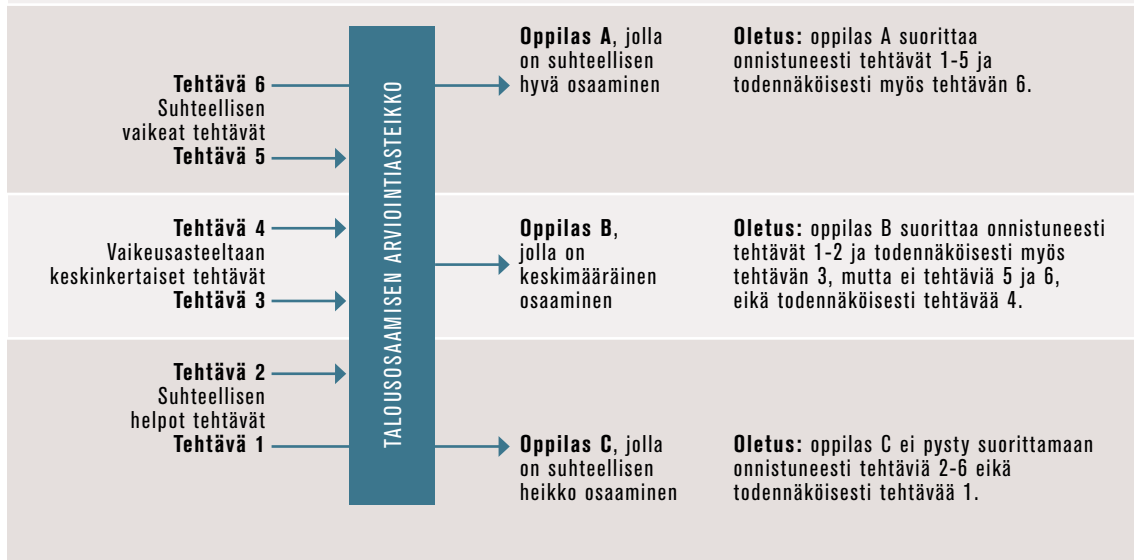 Tehtävä 6
Suhteellisen
vaikeat tehtävät
Tehtävä 5
Tehtävä 4
Vaikeusasteeltaan
keskinkertaiset tehtävät
Tehtävä 3
Tehtävä 2
Suhteellisen
helpot tehtävät
Tehtävä 1
TALOUSOSAAMISEN ARVIOINTIASTEIKKO
Oppilas A, jolla
on suhteellisen
hyvä osaaminen
Oletus: oppilas A suorittaa
onnistuneesti tehtävät 1-5 ja
todennäköisesti myös tehtävän 6.
Oppilas B,
jolla on
keskimääräinen
osaaminen
Oletus: oppilas B suorittaa onnistuneesti
tehtävät 1-2 ja todennäköisesti myös
tehtävän 3, mutta ei tehtäviä 5 ja 6,
eikä todennäköisesti tehtävää 4.
Oppilas C, jolla
on suhteellisen
heikko osaaminen
Oletus: oppilas C ei pysty suorittamaan
onnistuneesti tehtäviä 2-6 eikä
todennäköisesti tehtävää 1.